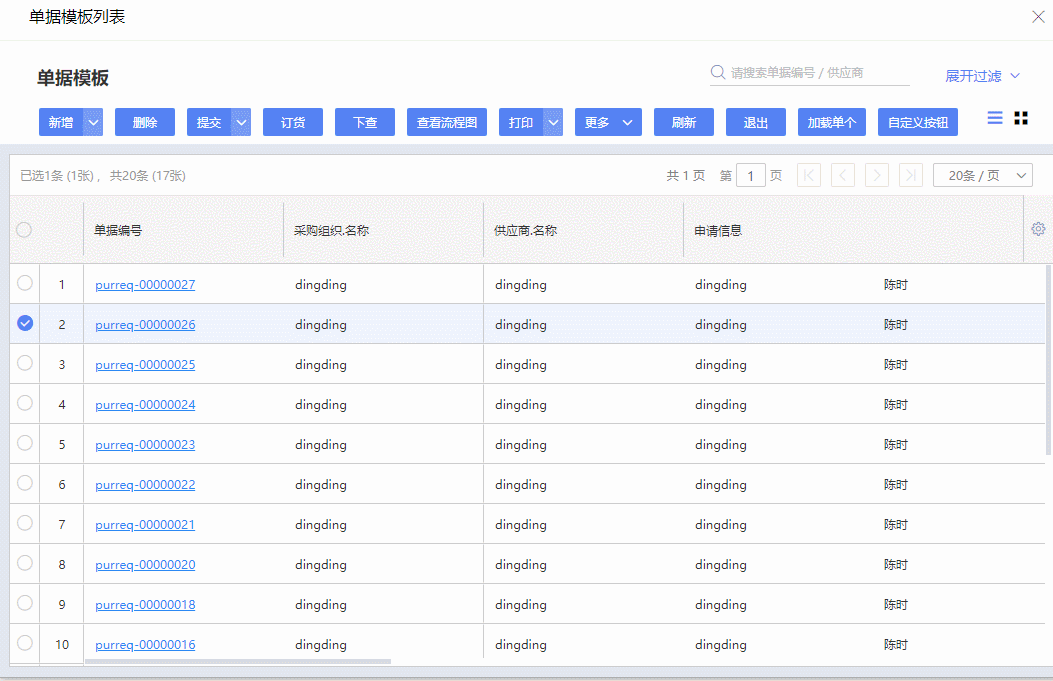 单据模板列表
单据模板
请搜索单据编号 / 供应商
展开过滤
新增 删除 提交 订货 下查 查看流程图 打印 更多 刷新 退出 加载单个 自定义按钮
已选1条 (1张) ，共20条 (17张) 共 1 页 第 1 页 20条 / 页
单据编号 采购组织.名称 供应商.名称 申请信息
1 purreq-00000027 dingding dingding dingding 陈时
2 purreq-00000026 dingding dingding dingding 陈时
3 purreq-00000025 dingding dingding dingding 陈时
4 purreq-00000024 dingding dingding dingding 陈时
5 purreq-00000023 dingding dingding dingding 陈时
6 purreq-00000022 dingding dingding dingding 陈时
7 purreq-00000021 dingding dingding dingding 陈时
8 purreq-00000020 dingding dingding dingding 陈时
9 purreq-00000018 dingding dingding dingding 陈时
10 purreq-00000016 dingding dingding dingding 陈时